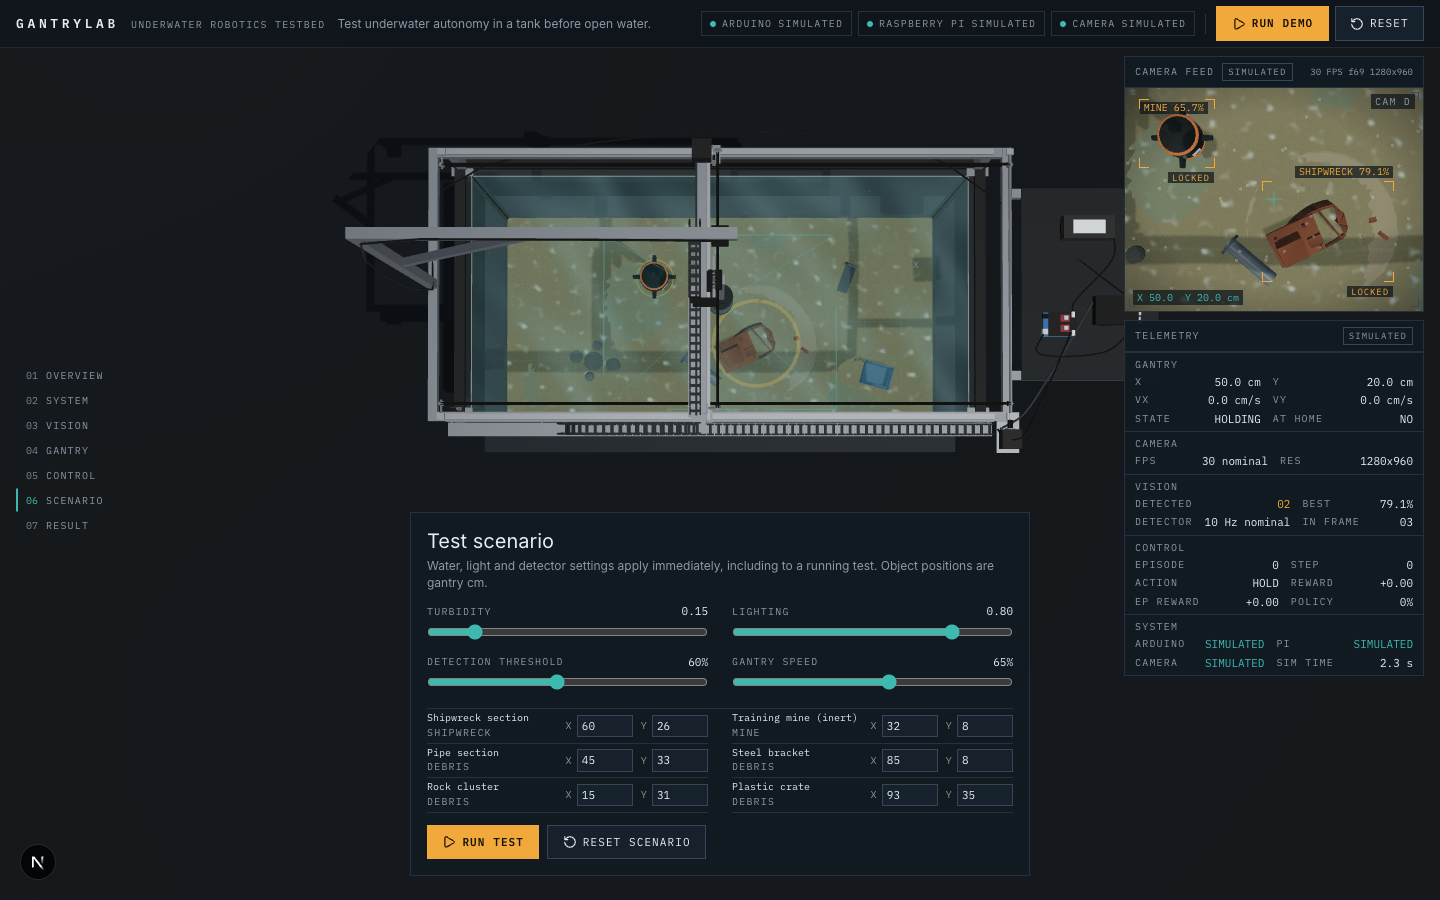 GANTRYLAB UNDERWATER ROBOTICS TESTBED Test underwater autonomy in a tank before open water.
ARDUINO SIMULATED
RASPBERRY PI SIMULATED
CAMERA SIMULATED
RUN DEMO
RESET
CAMERA FEED SIMULATED 30 FPS f69 1280x960
MINE 65.7%
CAM D
LOCKED
SHIPWRECK 79.1%
LOCKED
X 50.0 Y 20.0 cm
TELEMETRY SIMULATED
GANTRY
X 50.0 cm Y 20.0 cm
VX 0.0 cm/s VY 0.0 cm/s
STATE HOLDING AT HOME NO
CAMERA
FPS 30 nominal RES 1280x960
VISION
DETECTED 02 BEST 79.1%
DETECTOR 10 Hz nominal IN FRAME 03
CONTROL
EPISODE 0 STEP 0
ACTION HOLD REWARD +0.00
EP REWARD +0.00 POLICY 0%
SYSTEM
ARDUINO SIMULATED PI SIMULATED
CAMERA SIMULATED SIM TIME 2.3 s
01 OVERVIEW
02 SYSTEM
03 VISION
04 GANTRY
05 CONTROL
06 SCENARIO
07 RESULT
Test scenario
Water, light and detector settings apply immediately, including to a running test. Object positions are
gantry cm.
TURBIDITY 0.15 LIGHTING 0.80
DETECTION THRESHOLD 60% GANTRY SPEED 65%
Shipwreck section
SHIPWRECK
X 60 Y 26
Training mine (inert)
MINE
X 32 Y 8
Pipe section
DEBRIS
X 45 Y 33
Steel bracket
DEBRIS
X 85 Y 8
Rock cluster
DEBRIS
X 15 Y 31
Plastic crate
DEBRIS
X 93 Y 35
RUN TEST
RESET SCENARIO
N